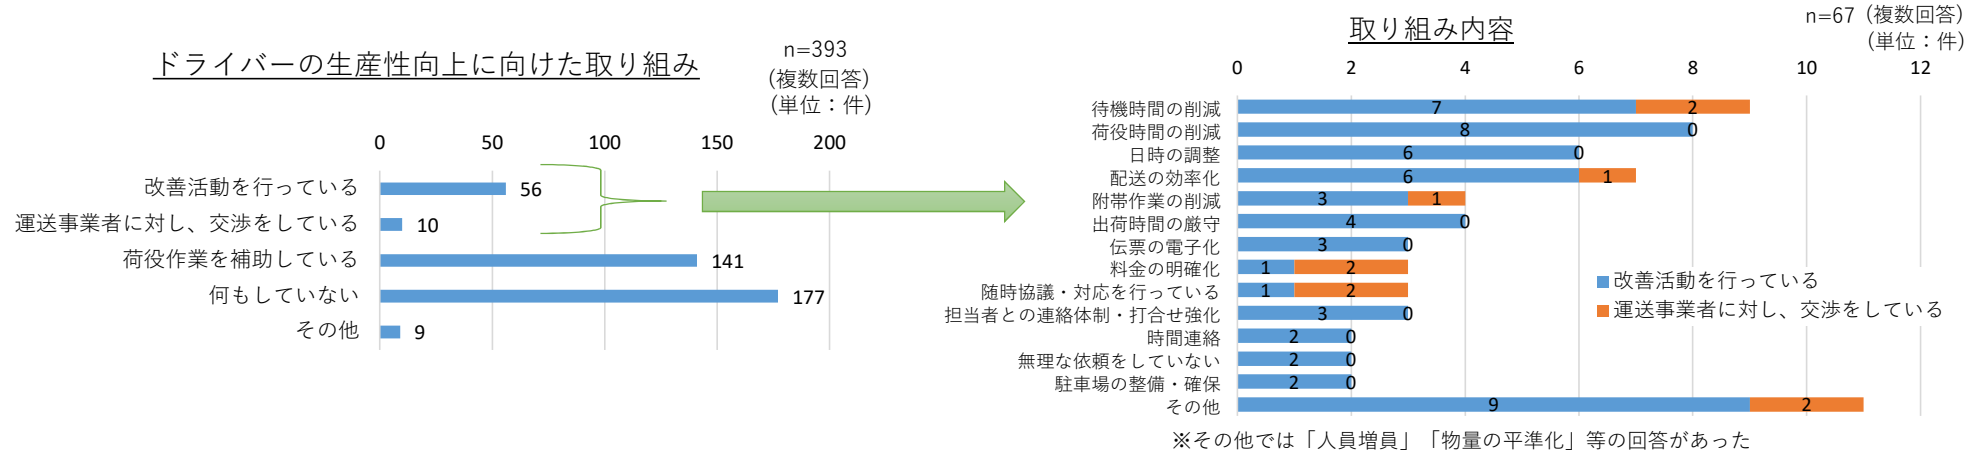 ドライバーの生産性向上に向けた取り組み
n=393
(複数回答)
(単位：件)
0 50 100 150 200
改善活動を行っている 56
運送事業者に対し、交渉をしている 10
荷役作業を補助している 141
何もしていない 177
その他 9
取り組み内容
n=67 (複数回答)
(単位：件)
0 2 4 6 8 10 12
待機時間の削減 7 2
荷役時間の削減 8 0
日時の調整 6 0
配送の効率化 6 1
附帯作業の削減 3 1
出荷時間の厳守 4 0
伝票の電子化 3 0
料金の明確化 1 2
随時協議・対応を行っている 1 2
担当者との連絡体制・打合せ強化 3 0
時間連絡 2 0
無理な依頼をしていない 2 0
駐車場の整備・確保 2 0
その他 9 2
改善活動を行っている
運送事業者に対し、交渉をしている
※その他では「人員増員」「物量の平準化」等の回答があった